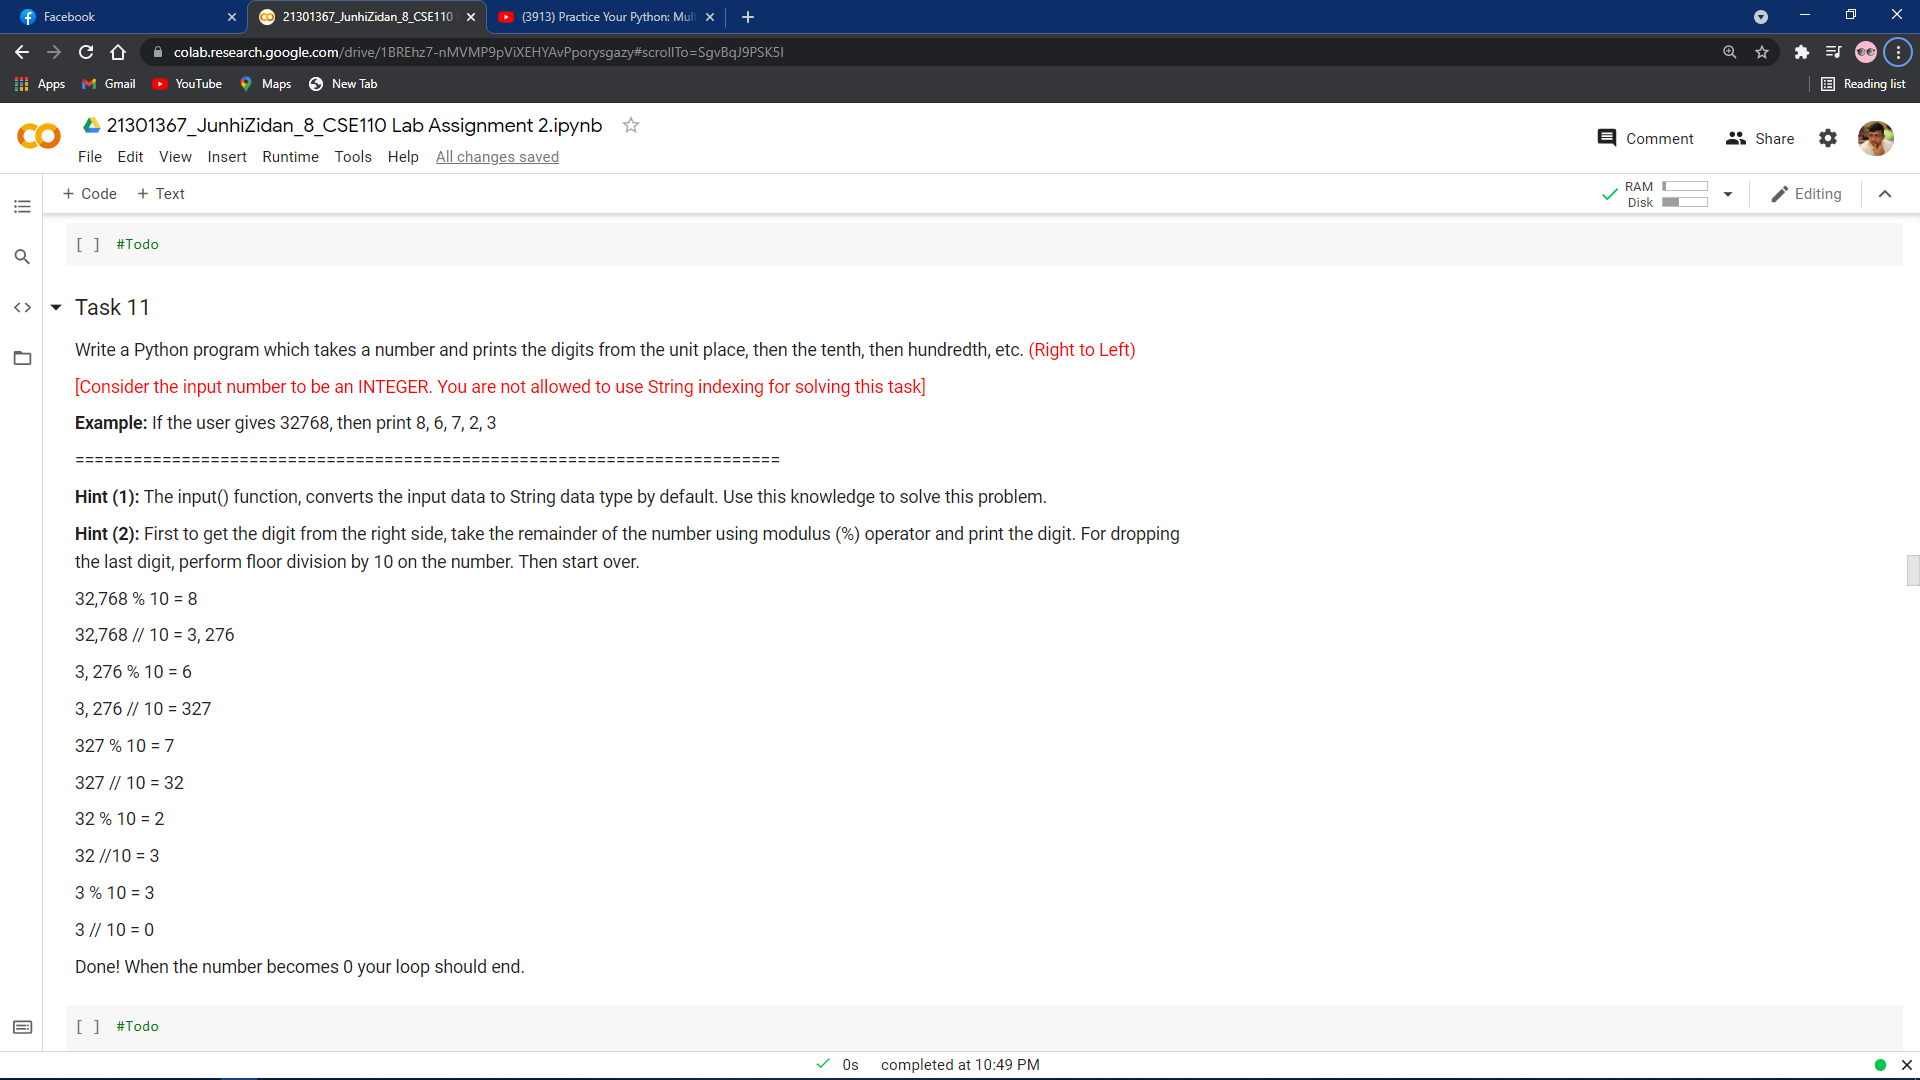 Facebook
21301367_JunhiZidan_8_CSE110
(3913) Practice Your Python: Mul
colab.research.google.com/drive/1BREhz7-nMVMP9pViXEHYAvPporysgazy#scrollTo=SgvBqJ9PSK5I
Apps Gmail YouTube Maps New Tab Reading list
21301367_JunhiZidan_8_CSE110 Lab Assignment 2.ipynb
Comment Share
File Edit View Insert Runtime Tools Help All changes saved
+ Code + Text
RAM
Disk
Editing
[ ] #Todo
Task 11
Write a Python program which takes a number and prints the digits from the unit place, then the tenth, then hundredth, etc. (Right to Left)
[Consider the input number to be an INTEGER. You are not allowed to use String indexing for solving this task]
Example: If the user gives 32768, then print 8, 6, 7, 2, 3
=========================================================================
Hint (1): The input() function, converts the input data to String data type by default. Use this knowledge to solve this problem.
Hint (2): First to get the digit from the right side, take the remainder of the number using modulus (%) operator and print the digit. For dropping
the last digit, perform floor division by 10 on the number. Then start over.
32,768 % 10 = 8
32,768 // 10 = 3, 276
3, 276 % 10 = 6
3, 276 // 10 = 327
327 % 10 = 7
327 // 10 = 32
32 % 10 = 2
32 //10 = 3
3 % 10 = 3
3 // 10 = 0
Done! When the number becomes 0 your loop should end.
[ ] #Todo
0s completed at 10:49 PM